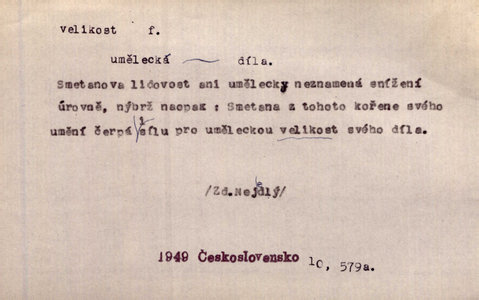 velikost f.
umělecká ~ díla.
Smetanova lidovost ani umělecky neznamená snížení
úrovně, nýbrž naopak : Smetana z tohoto kořene svého
umění čerpá i sílu pro uměleckou velikost svého díla.
/Zd.Nejedlý/
1949 Československo 10, 579a.